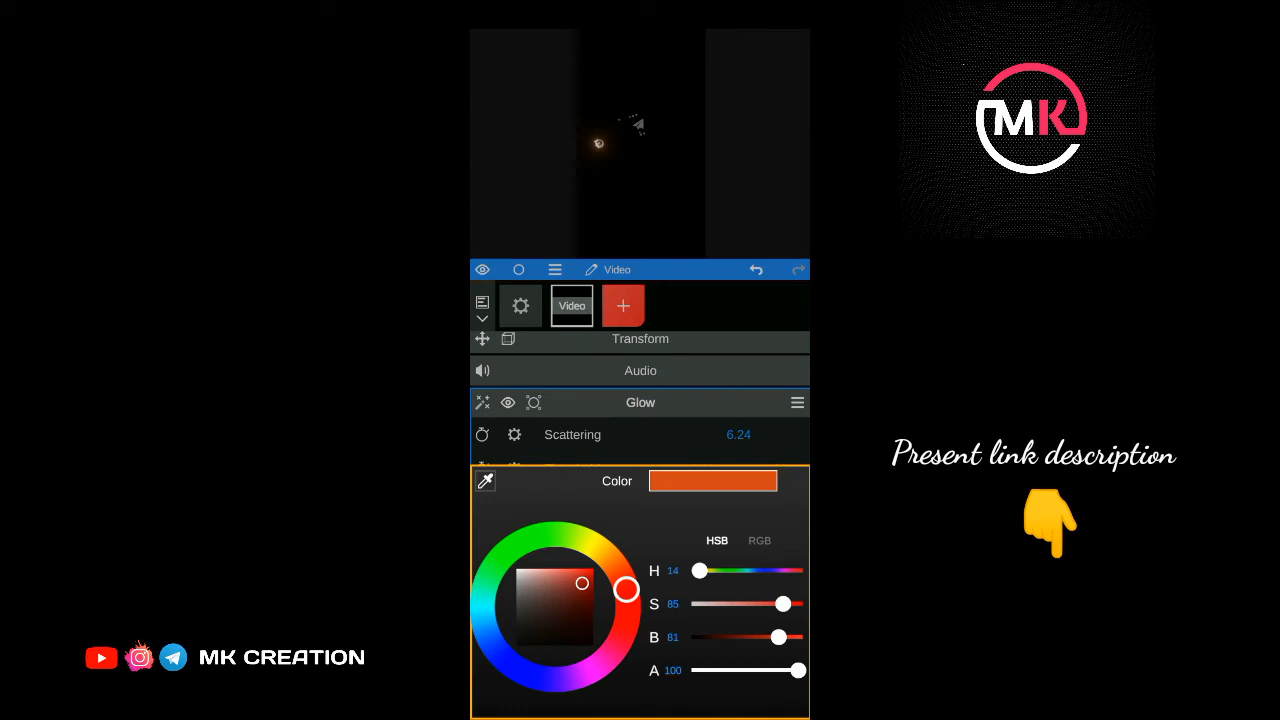 MK
Video
Video
Transform
Audio
Glow
Scattering 6.24
Color
HSB RGB
H 14
S 85
B 81
A 100
Present link description
MK CREATION